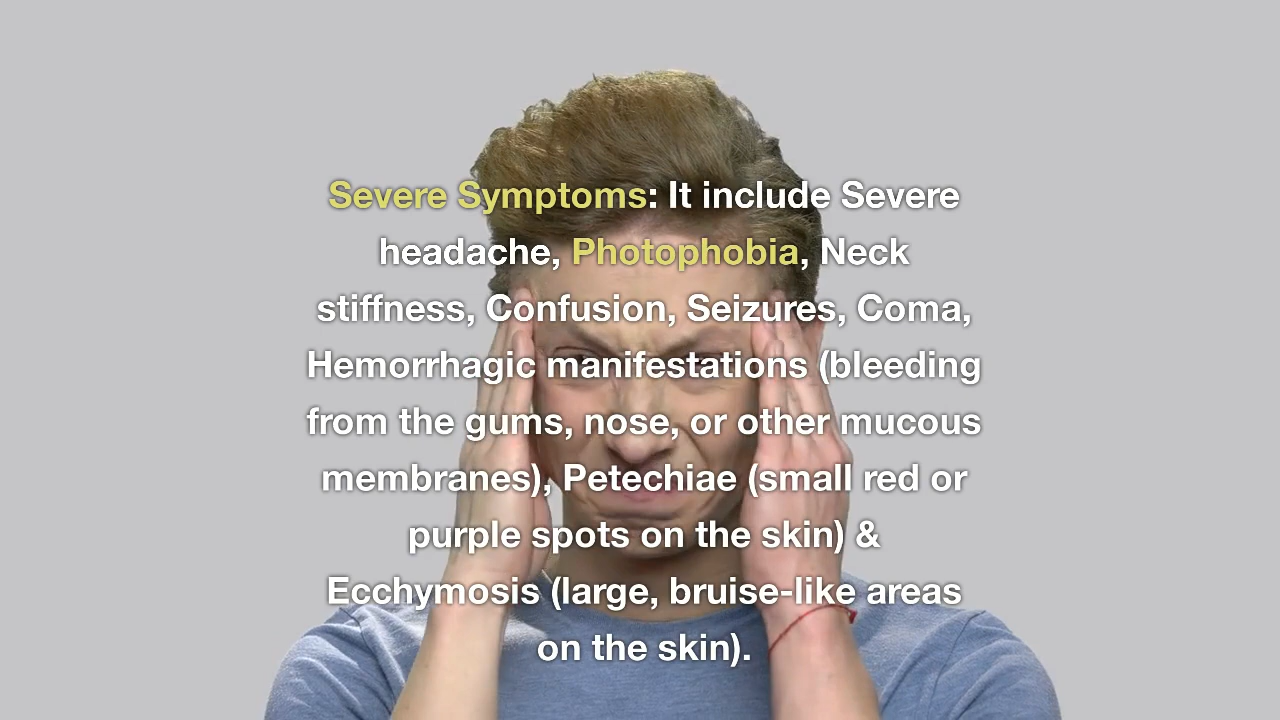 Severe Symptoms: It include Severe
headache, Photophobia, Neck
stiffness, Confusion, Seizures, Coma,
Hemorrhagic manifestations (bleeding
from the gums, nose, or other mucous
membranes), Petechiae (small red or
purple spots on the skin) &
Ecchymosis (large, bruise-like areas
on the skin).